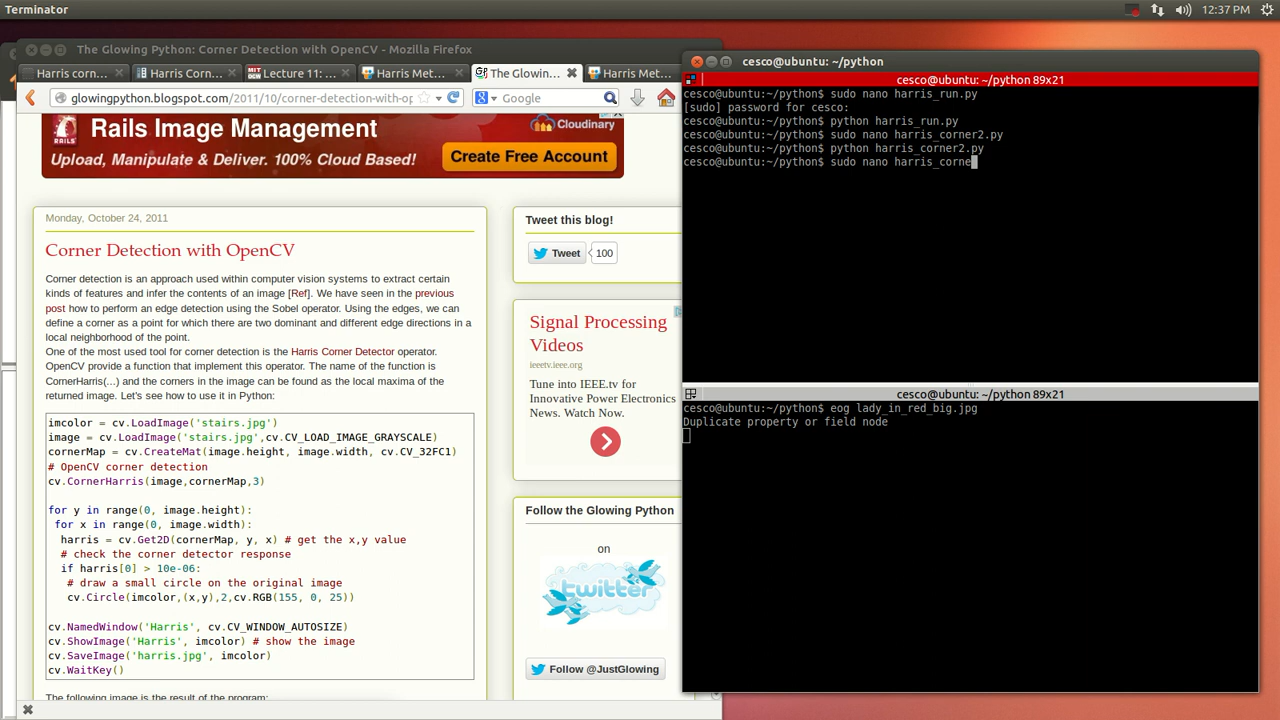 Terminator
12:37 PM
The Glowing Python: Corner Detection with OpenCV - Mozilla Firefox
Harris corn...
Harris Corn...
MIT OCW
Lecture 11: ...
Harris Met...
The Glowin...
Harris Met...
glowingpython.blogspot.com/2011/10/corner-detection-with-op
Google
Rails Image Management
Cloudinary
Upload, Manipulate & Deliver. 100% Cloud Based!
Create Free Account
Monday, October 24, 2011
Corner Detection with OpenCV
Corner detection is an approach used within computer vision systems to extract certain
kinds of features and infer the contents of an image [Ref]. We have seen in the previous
post how to perform an edge detection using the Sobel operator. Using the edges, we can
define a corner as a point for which there are two dominant and different edge directions in a
local neighborhood of the point.
One of the most used tool for corner detection is the Harris Corner Detector operator.
OpenCV provide a function that implement this operator. The name of the function is
CornerHarris(...) and the corners in the image can be found as the local maxima of the
returned image. Let's see how to use it in Python:
imcolor = cv.LoadImage('stairs.jpg')
image = cv.LoadImage('stairs.jpg',cv.CV_LOAD_IMAGE_GRAYSCALE)
cornerMap = cv.CreateMat(image.height, image.width, cv.CV_32FC1)
# OpenCV corner detection
cv.CornerHarris(image,cornerMap,3)
for y in range(0, image.height):
for x in range(0, image.width):
harris = cv.Get2D(cornerMap, y, x) # get the x,y value
# check the corner detector response
if harris[0] > 10e-06:
# draw a small circle on the original image
cv.Circle(imcolor,(x,y),2,cv.RGB(155, 0, 25))
cv.NamedWindow('Harris', cv.CV_WINDOW_AUTOSIZE)
cv.ShowImage('Harris', imcolor) # show the image
cv.SaveImage('harris.jpg', imcolor)
cv.WaitKey()
The following image is the result of the program:
Tweet this blog!
Tweet
100
Signal Processing
Videos
ieeetv.ieee.org
Tune into IEEE.tv for
Innovative Power Electronics
News. Watch Now.
Follow the Glowing Python
on
twitter
Follow @JustGlowing
cesco@ubuntu: ~/python
cesco@ubuntu: ~/python 89x21
cesco@ubuntu:~/python$ sudo nano harris_run.py
[sudo] password for cesco:
cesco@ubuntu:~/python$ python harris_run.py
cesco@ubuntu:~/python$ sudo nano harris_corner2.py
cesco@ubuntu:~/python$ python harris_corner2.py
cesco@ubuntu:~/python$ sudo nano harris_corne
cesco@ubuntu: ~/python 89x21
cesco@ubuntu:~/python$ eog lady_in_red_big.jpg
Duplicate property or field node